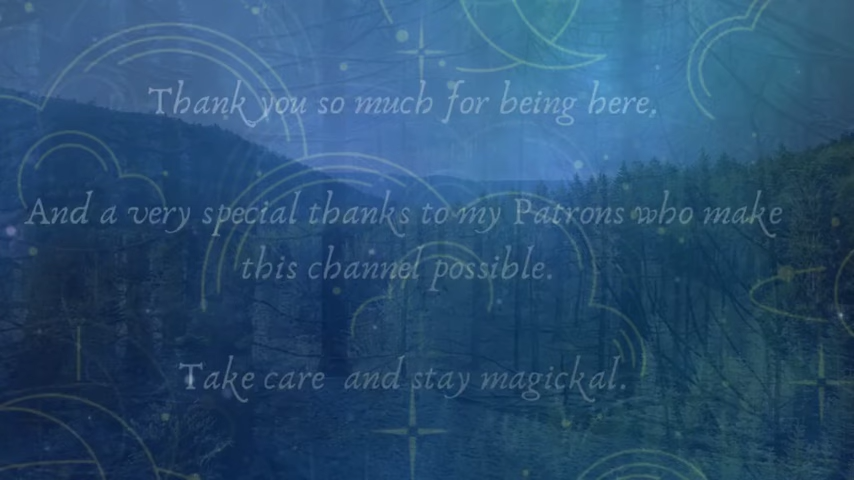 Thank you so much for being here,
And a very special thanks to my Patrons who make
this channel possible.
Take care and stay magickal.